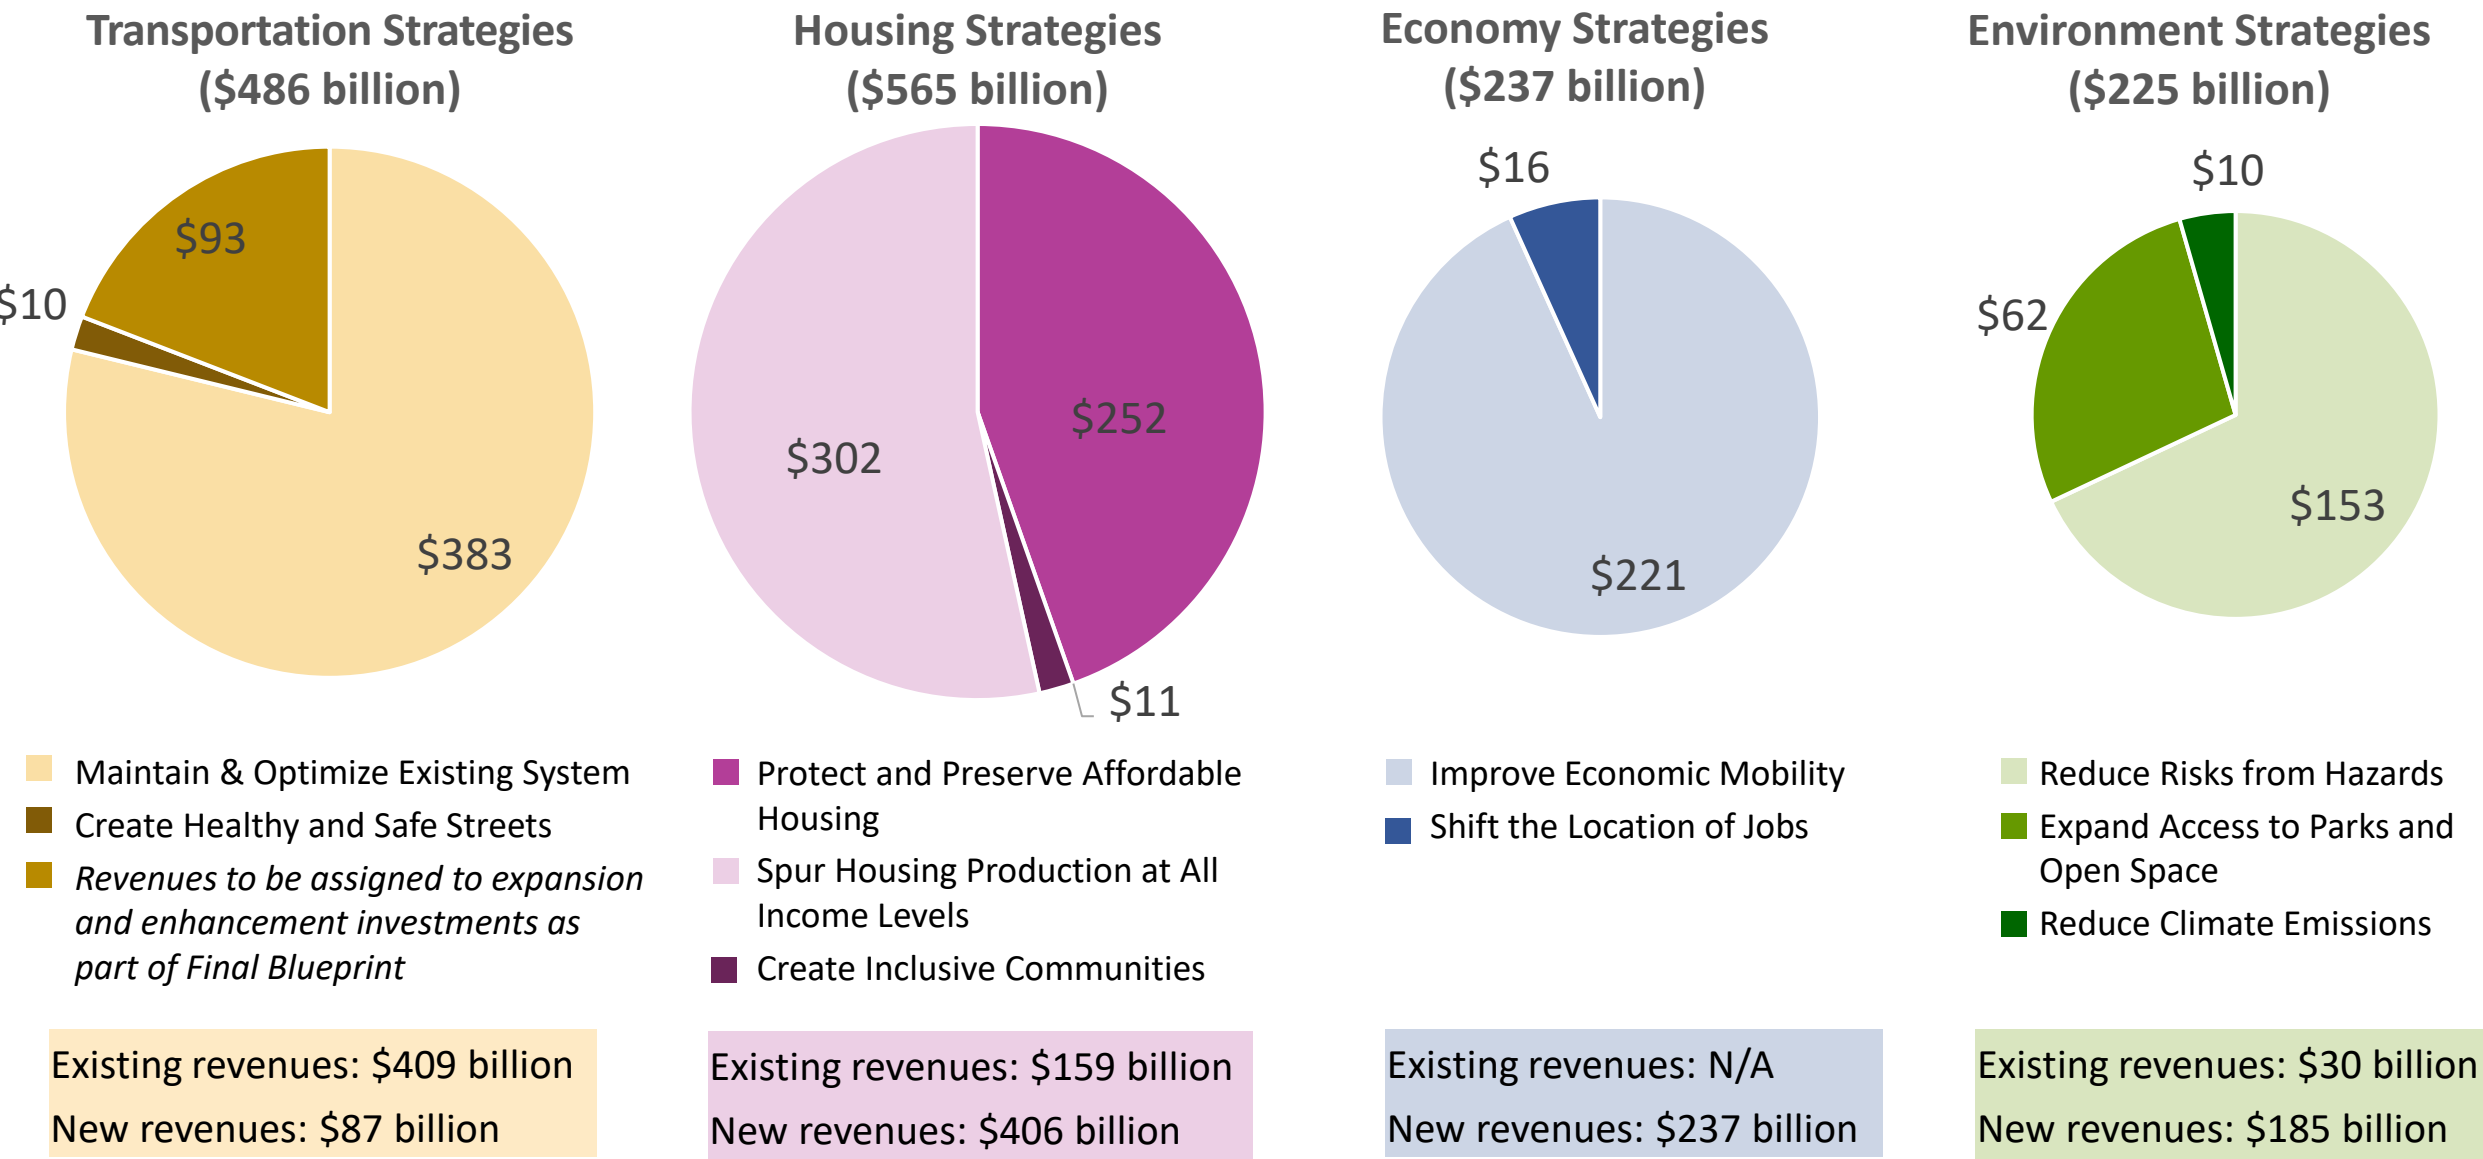 Transportation Strategies
($486 billion)
$93
$10
$383
Maintain & Optimize Existing System
Create Healthy and Safe Streets
Revenues to be assigned to expansion
and enhancement investments as
part of Final Blueprint
Existing revenues: $409 billion
New revenues: $87 billion
Housing Strategies
($565 billion)
$252
$302
$11
Protect and Preserve Affordable
Housing
Spur Housing Production at All
Income Levels
Create Inclusive Communities
Existing revenues: $159 billion
New revenues: $406 billion
Economy Strategies
($237 billion)
$16
$221
Improve Economic Mobility
Shift the Location of Jobs
Existing revenues: N/A
New revenues: $237 billion
Environment Strategies
($225 billion)
$10
$62
$153
Reduce Risks from Hazards
Expand Access to Parks and
Open Space
Reduce Climate Emissions
Existing revenues: $30 billion
New revenues: $185 billion